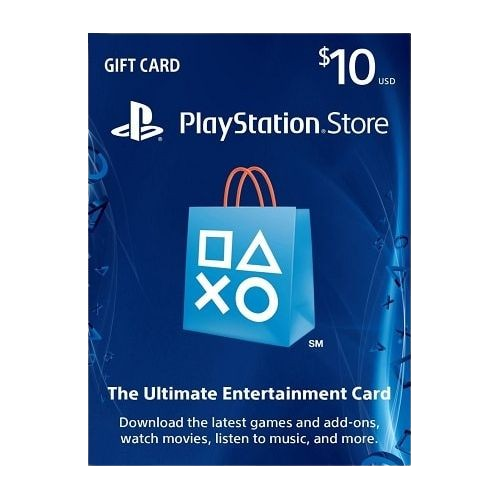 GIFT CARD
$10 USD
PlayStation.Store
SM
The Ultimate Entertainment Card
Download the latest games and add-ons,
watch movies, listen to music, and more.